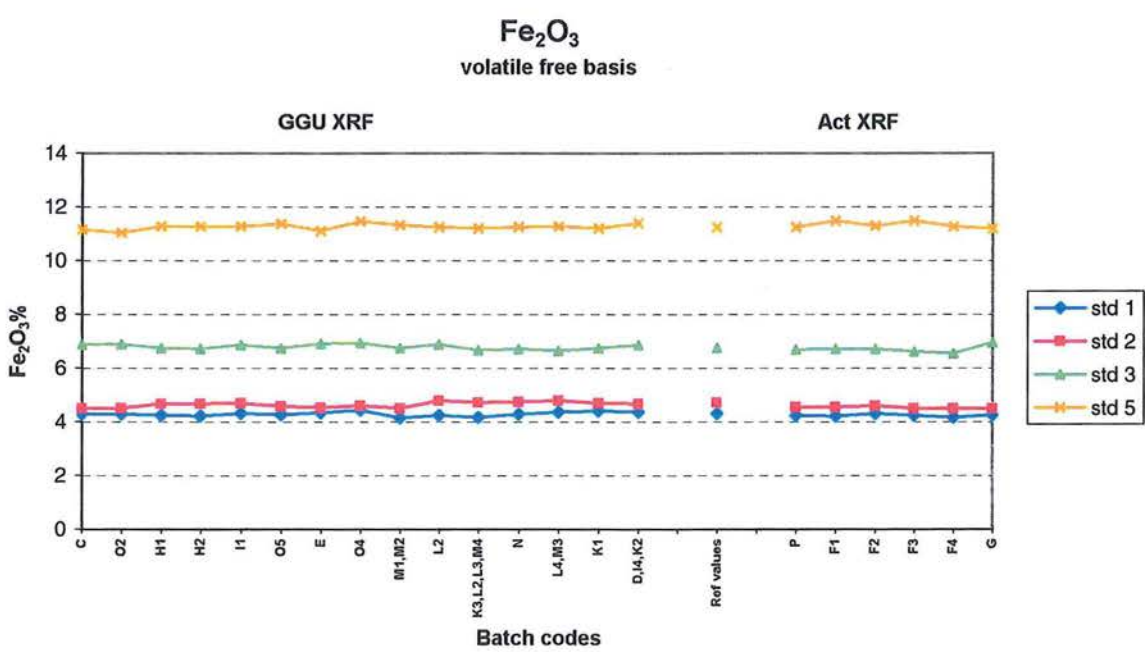 Fe₂O₃
volatile free basis
GGU XRF
Act XRF
14
12
10
8
6
4
2
0
Fe₂O₃%
C
O2
H1
H2
I1
O5
E
O4
M1,M2
L2
K3,L2,L3,M4
N
L4,M3
K1
D,I4,K2
Ref values
P
F1
F2
F3
F4
G
Batch codes
std 1
std 2
std 3
std 5